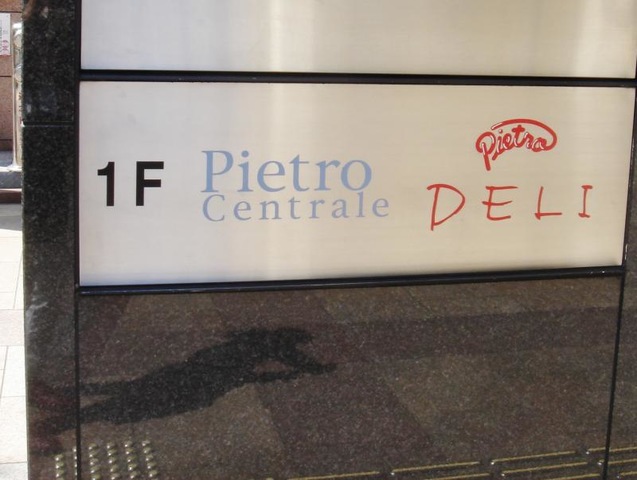 1F
Pietro
Centrale
Pietro
DELI